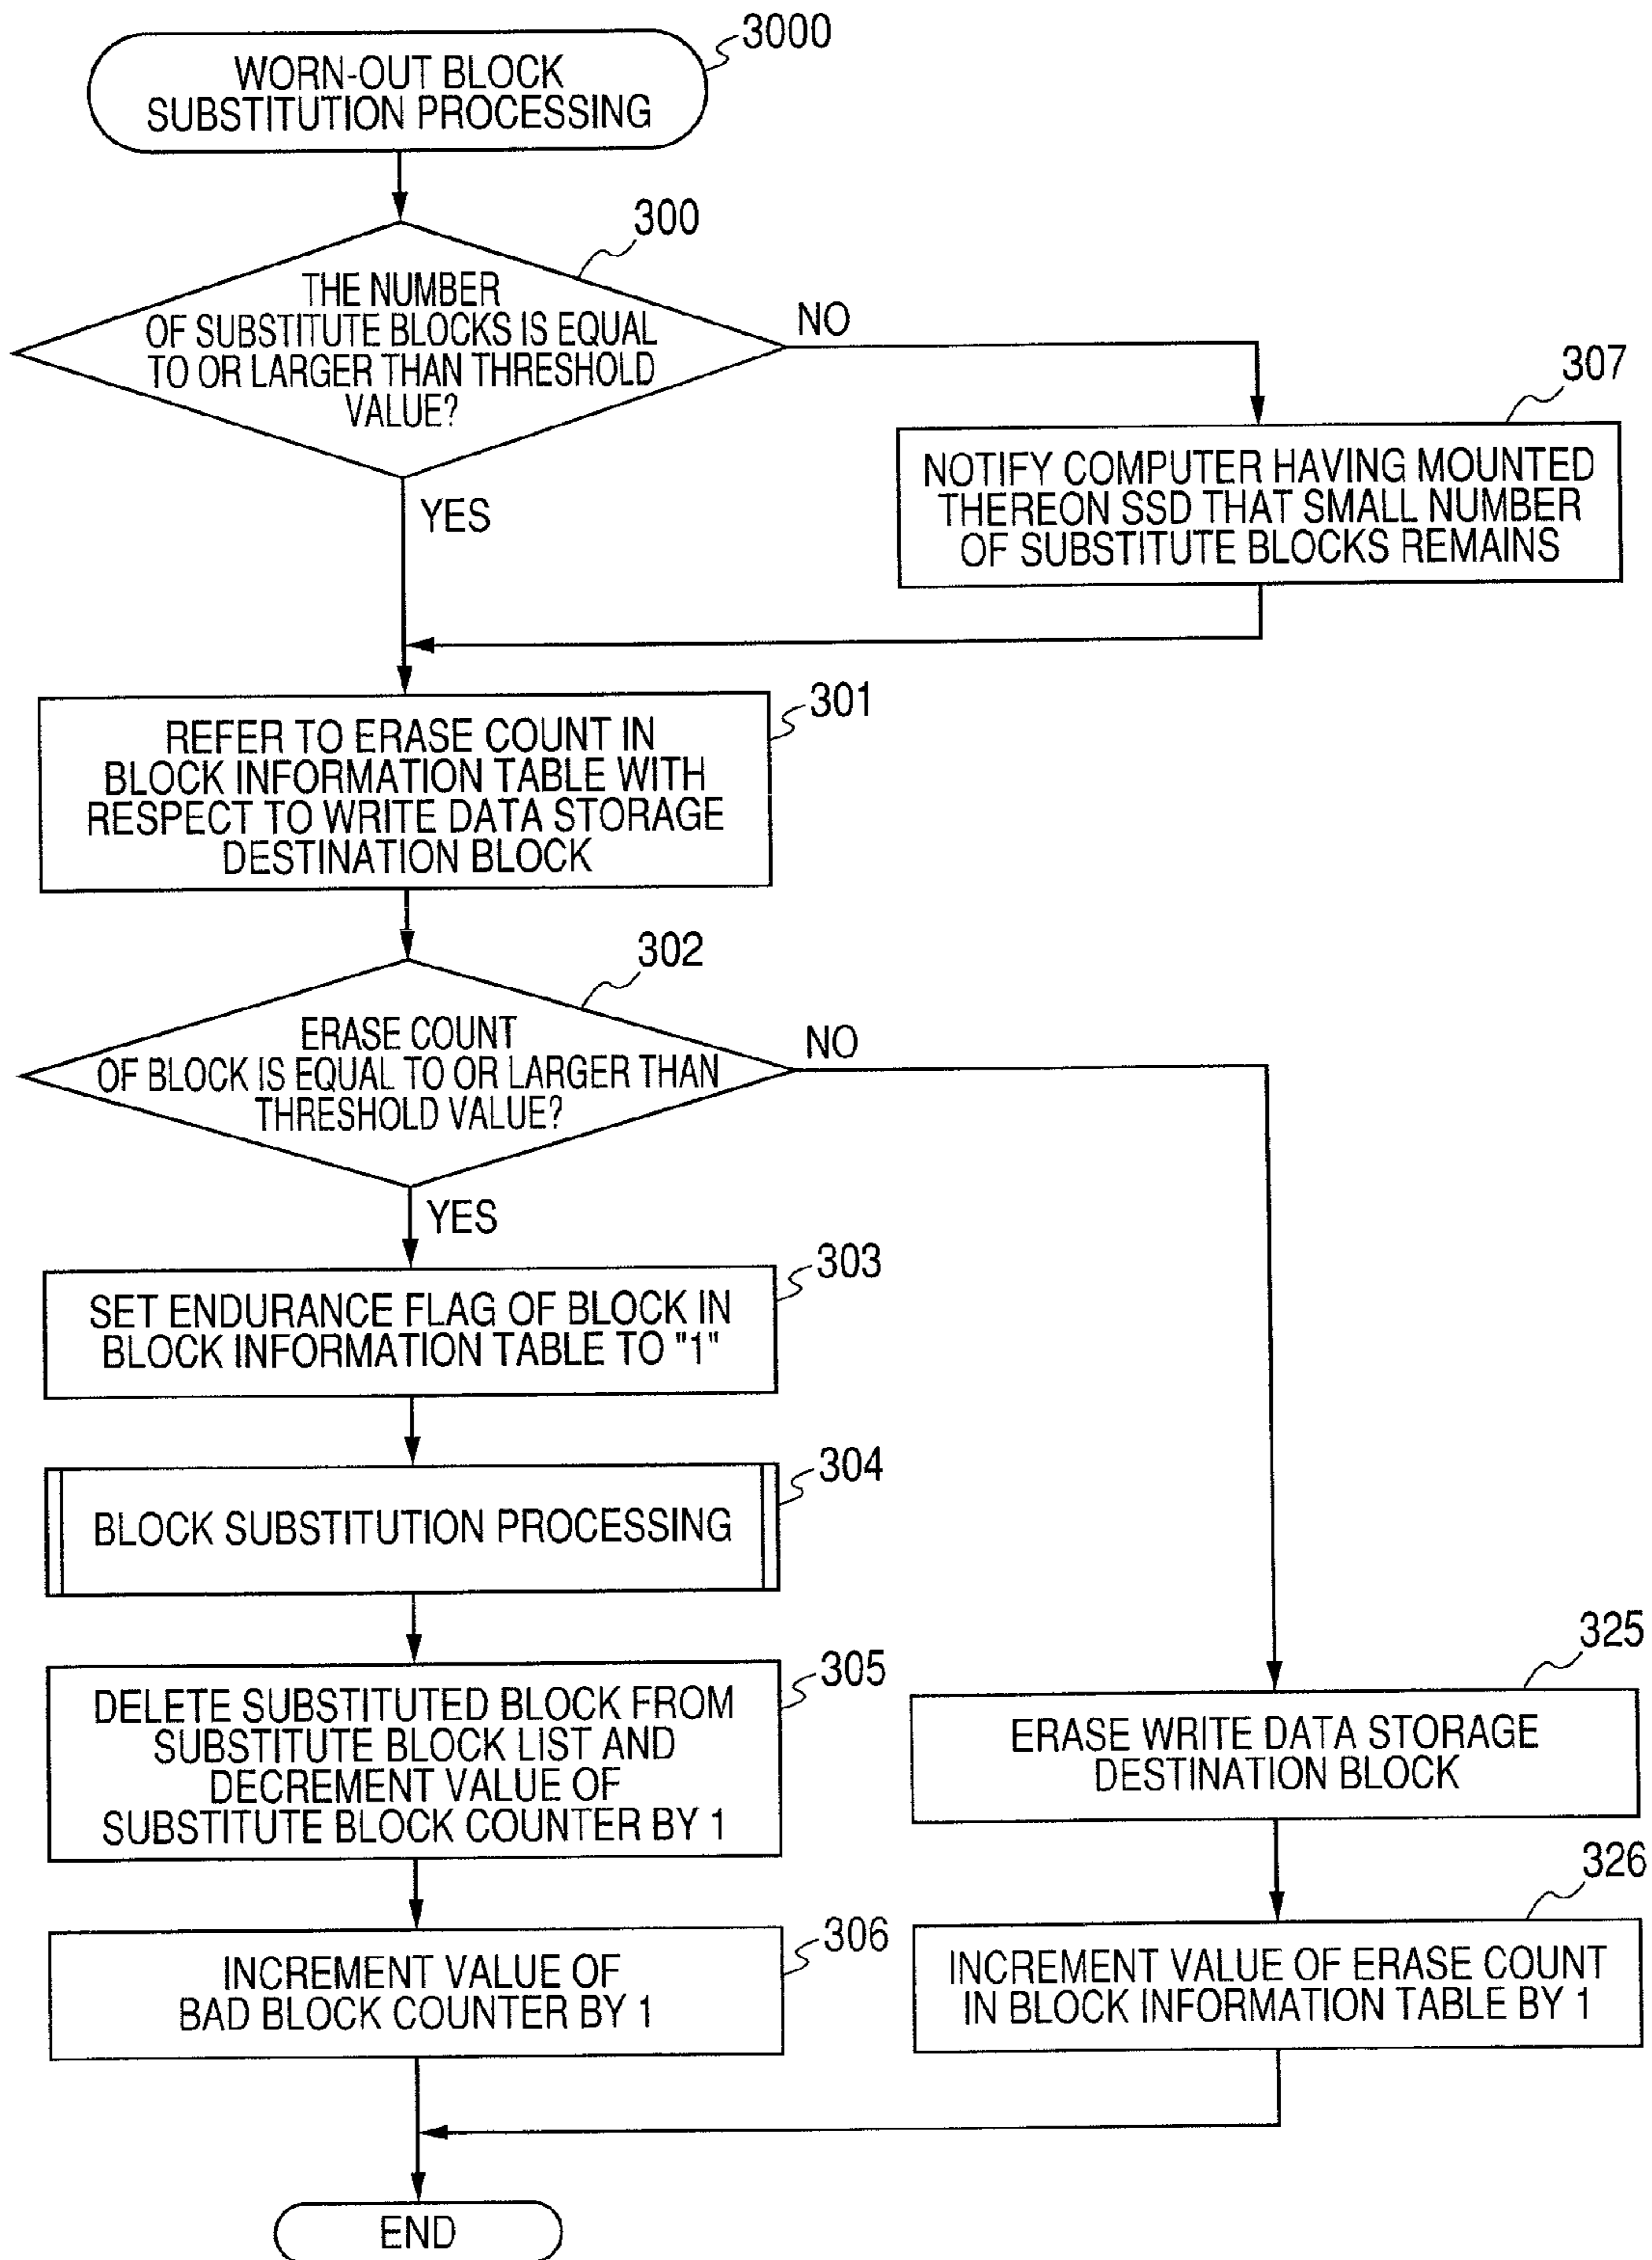 3000
WORN-OUT BLOCK
SUBSTITUTION PROCESSING
300
THE NUMBER
OF SUBSTITUTE BLOCKS IS EQUAL
TO OR LARGER THAN THRESHOLD
VALUE?
NO
YES
307
NOTIFY COMPUTER HAVING MOUNTED
THEREON SSD THAT SMALL NUMBER
OF SUBSTITUTE BLOCKS REMAINS
301
REFER TO ERASE COUNT IN
BLOCK INFORMATION TABLE WITH
RESPECT TO WRITE DATA STORAGE
DESTINATION BLOCK
302
ERASE COUNT
OF BLOCK IS EQUAL TO OR LARGER THAN
THRESHOLD VALUE?
NO
YES
303
SET ENDURANCE FLAG OF BLOCK IN
BLOCK INFORMATION TABLE TO "1"
304
BLOCK SUBSTITUTION PROCESSING
305
DELETE SUBSTITUTED BLOCK FROM
SUBSTITUTE BLOCK LIST AND
DECREMENT VALUE OF
SUBSTITUTE BLOCK COUNTER BY 1
325
ERASE WRITE DATA STORAGE
DESTINATION BLOCK
306
INCREMENT VALUE OF
BAD BLOCK COUNTER BY 1
326
INCREMENT VALUE OF ERASE COUNT
IN BLOCK INFORMATION TABLE BY 1
END